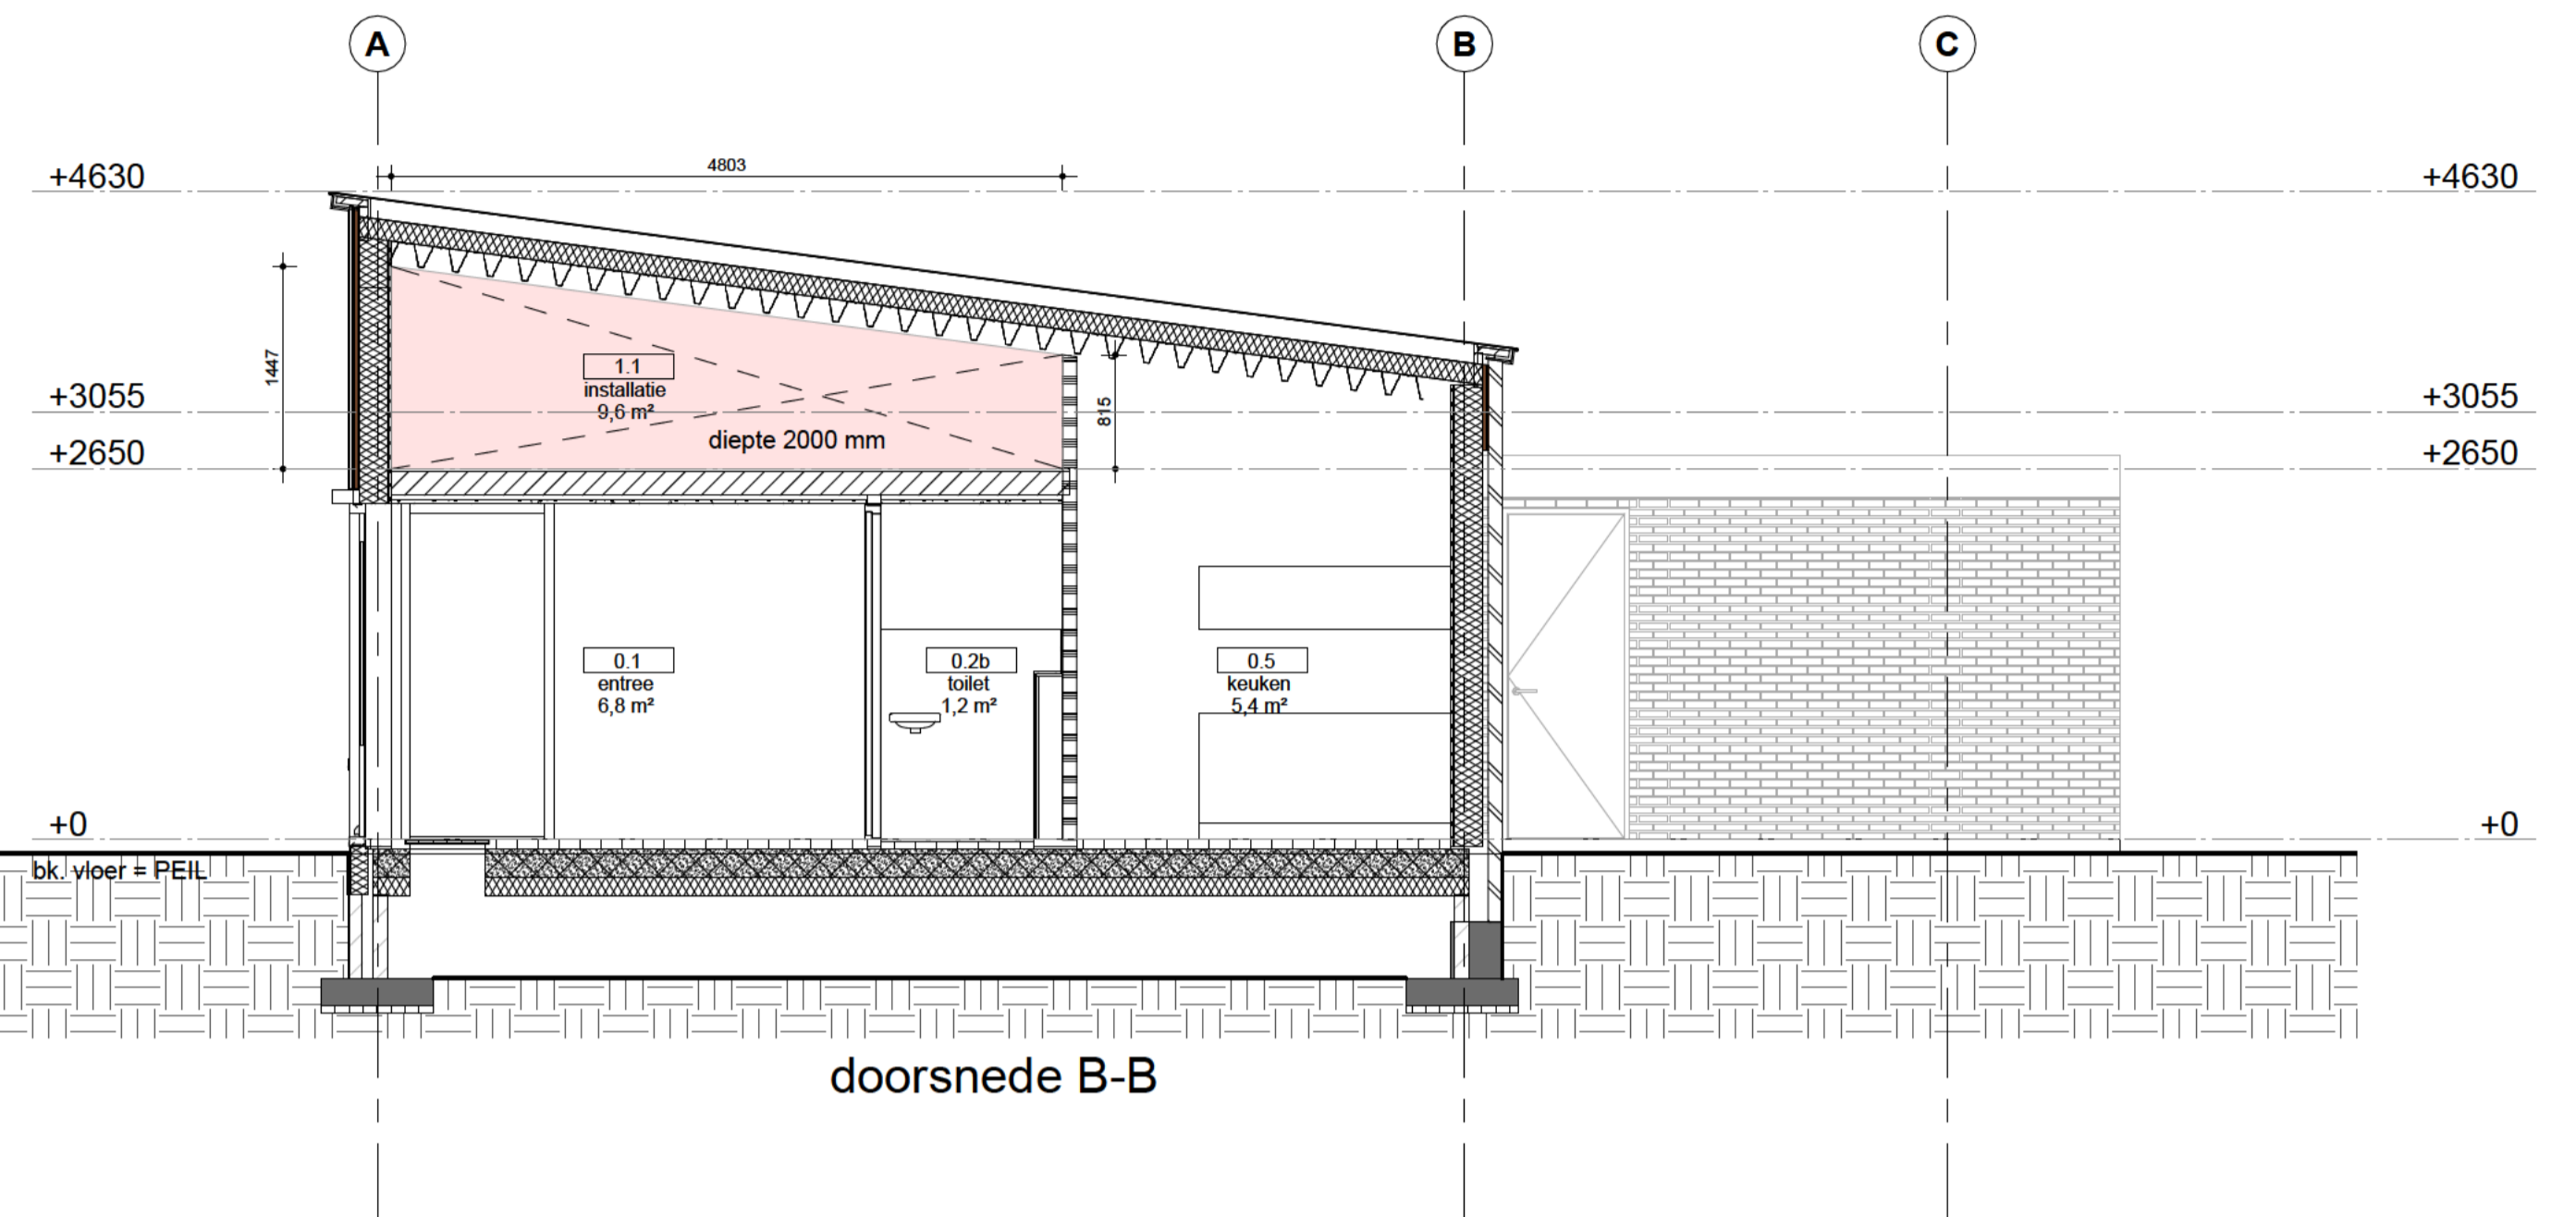 A
B
C
4803
+4630
+4630
1447
1.1
installatie
9,6 m²
diepte 2000 mm
815
+3055
+3055
+2650
+2650
0.1
entree
6,8 m²
0.2b
toilet
1,2 m²
0.5
keuken
5,4 m²
+0
+0
bk. vloer = PEIL
doorsnede B-B